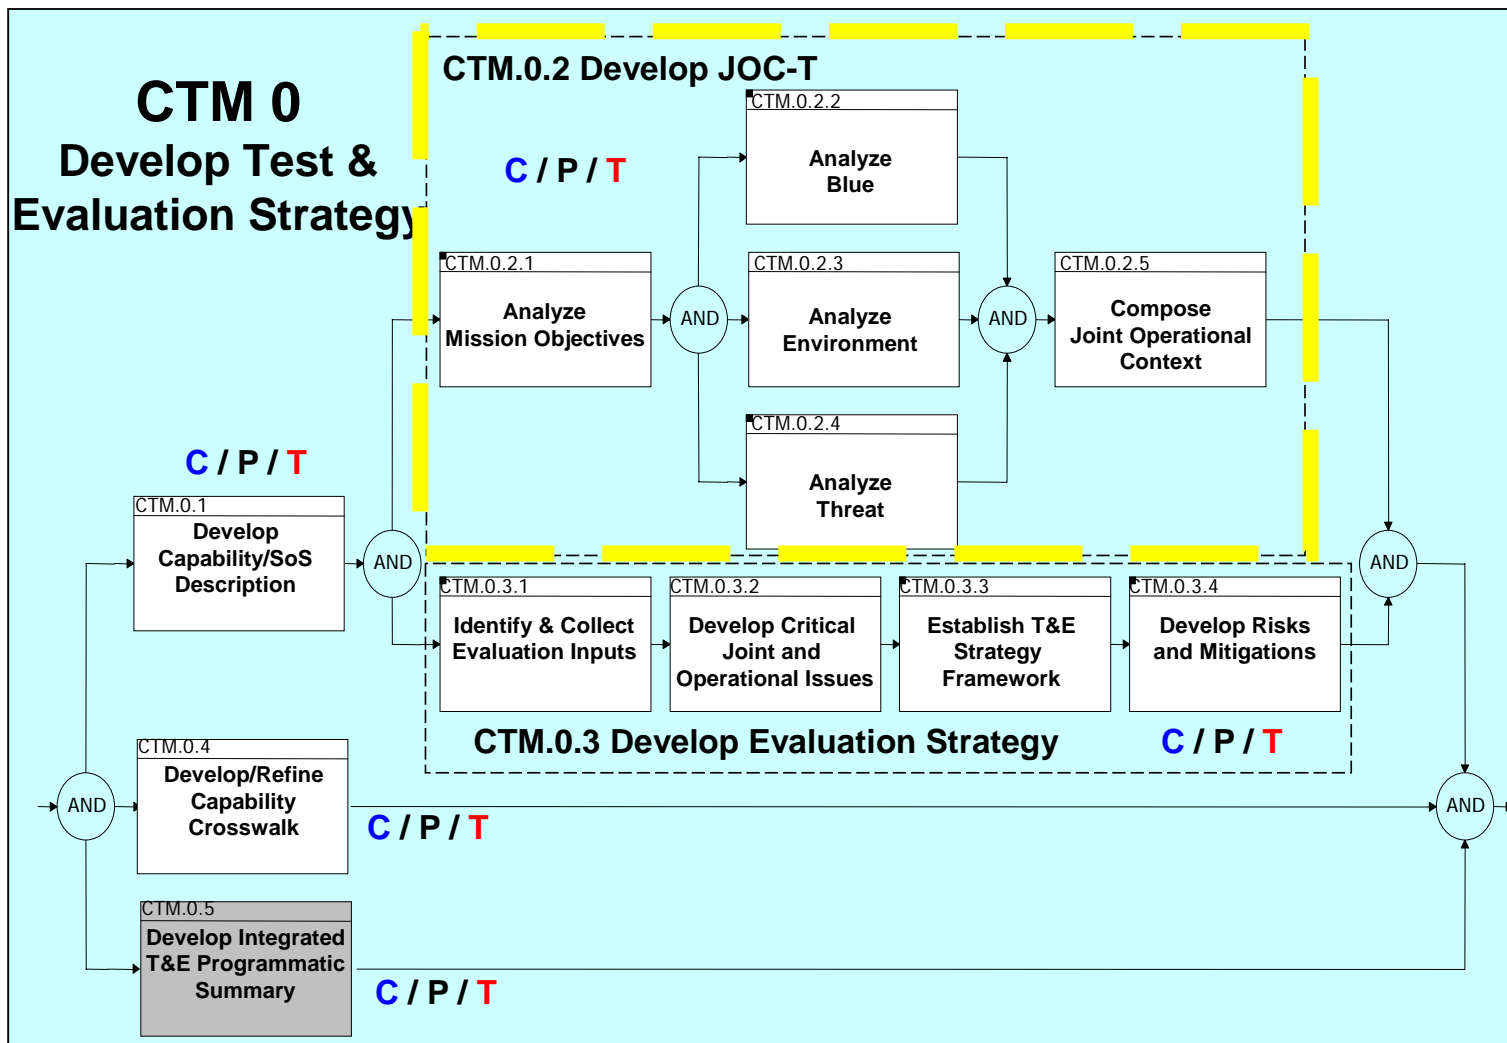 CTM 0
Develop Test &
Evaluation Strategy
CTM.0.2 Develop JOC-T
C / P / T
CTM.0.2.2
Analyze
Blue
CTM.0.2.1
Analyze
Mission Objectives
AND
CTM.0.2.3
Analyze
Environment
AND
CTM.0.2.5
Compose
Joint Operational
Context
CTM.0.2.4
Analyze
Threat
C / P / T
CTM.0.1
Develop
Capability/SoS
Description
AND
AND
CTM.0.3.1
Identify & Collect
Evaluation Inputs
CTM.0.3.2
Develop Critical
Joint and
Operational Issues
CTM.0.3.3
Establish T&E
Strategy
Framework
CTM.0.3.4
Develop Risks
and Mitigations
CTM.0.3 Develop Evaluation Strategy
C / P / T
AND
CTM.0.4
Develop/Refine
Capability
Crosswalk
C / P / T
AND
CTM.0.5
Develop Integrated
T&E Programmatic
Summary
C / P / T